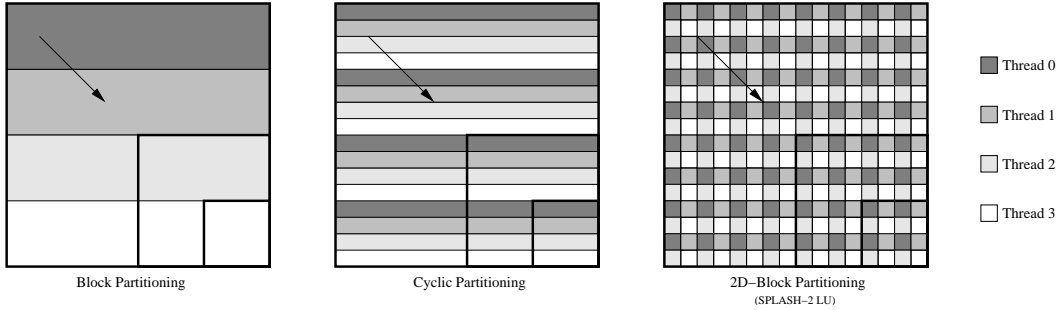 Thread 0
Thread 1
Thread 2
Thread 3
Block Partitioning
Cyclic Partitioning
2D−Block Partitioning
(SPLASH−2 LU)